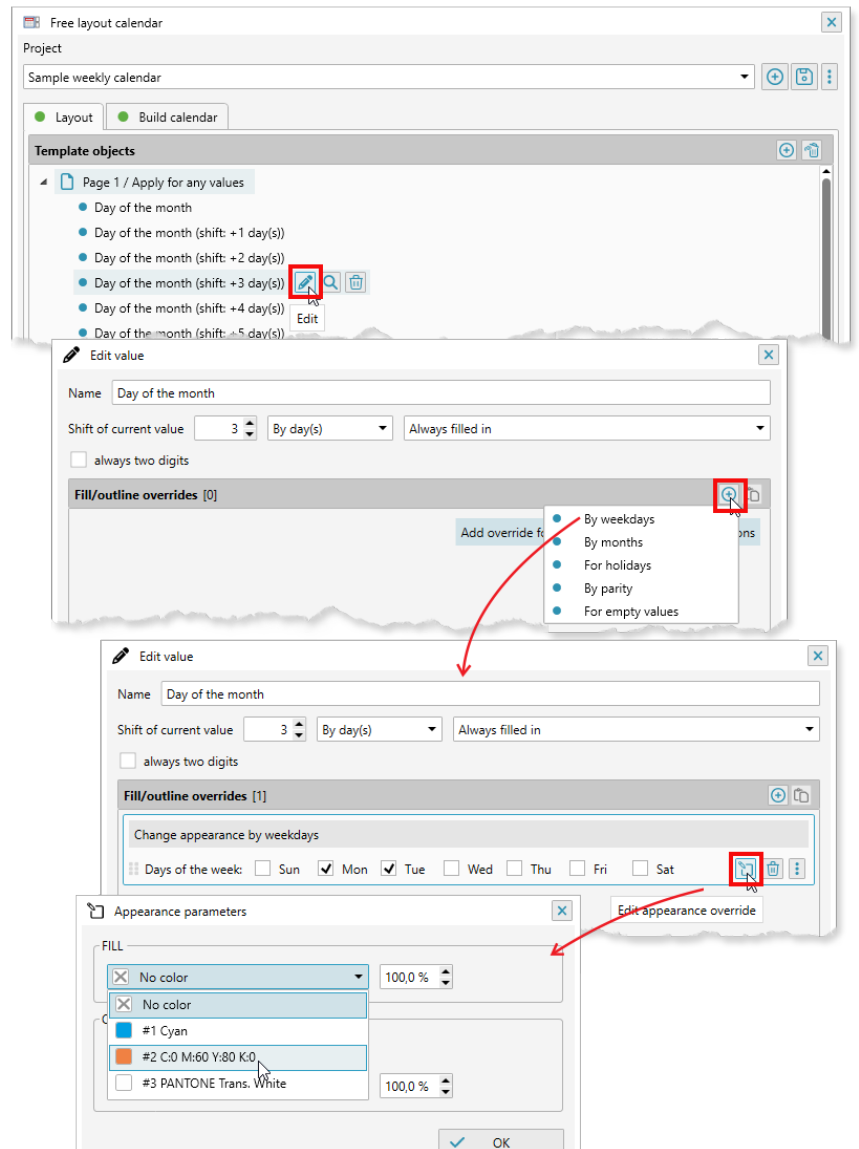 Free layout calendar
Project
Sample weekly calendar
Layout Build calendar
Template objects
Page 1 / Apply for any values
Day of the month
Day of the month (shift: +1 day(s))
Day of the month (shift: +2 day(s))
Day of the month (shift: +3 day(s))
Day of the month (shift: +4 day(s))
Edit
Day of the month (shift: +5 day(s))
Edit value
Name Day of the month
Shift of current value 3 By day(s) Always filled in
always two digits
Fill/outline overrides [0]
By weekdays
Add override
By months
For holidays
By parity
For empty values
Edit value
Name Day of the month
Shift of current value 3 By day(s) Always filled in
always two digits
Fill/outline overrides [1]
Change appearance by weekdays
Days of the week: Sun Mon Tue Wed Thu Fri Sat
Edit appearance override
Appearance parameters
FILL
No color 100,0 %
No color
#1 Cyan
#2 C:0 M:60 Y:80 K:0
#3 PANTONE Trans. White 100,0 %
OK